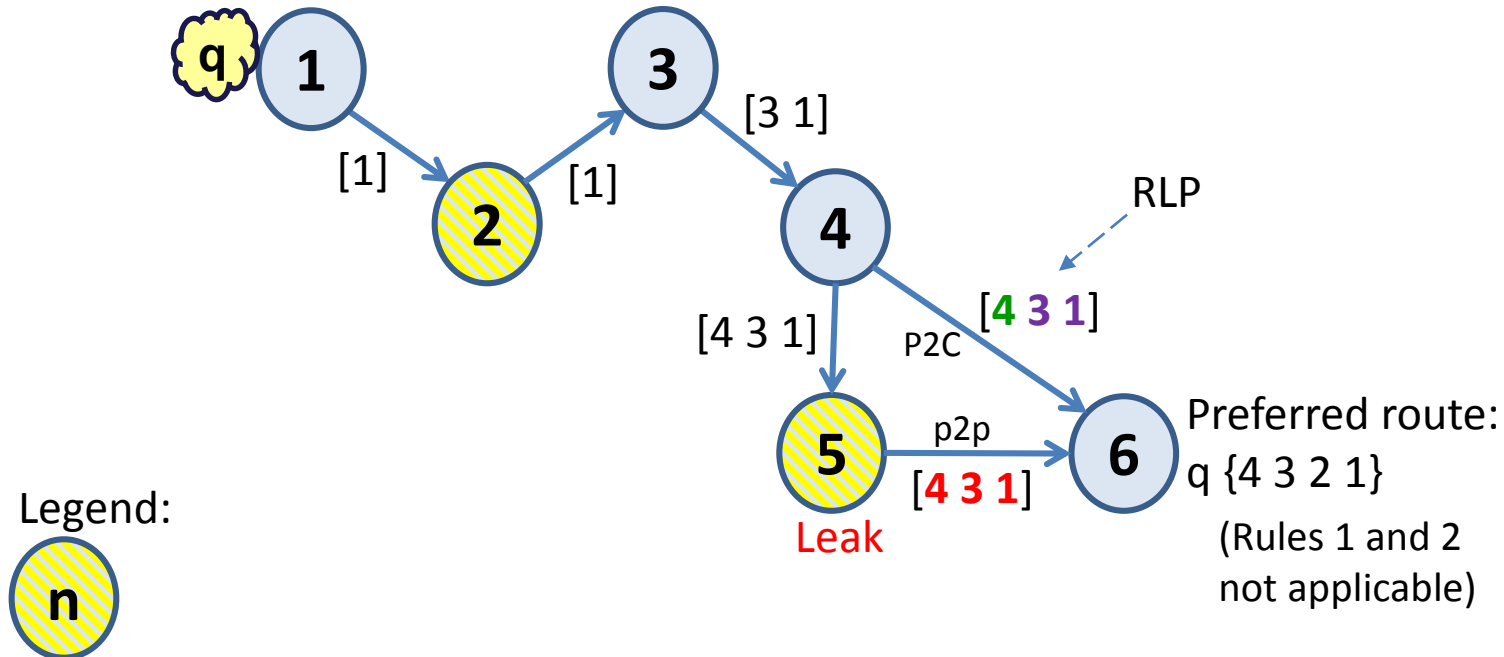 q
1
3
[3 1]
[1]
[1]
2
4
RLP
[4 3 1]
[4 3 1]
P2C
5
p2p
6
Preferred route:
q {4 3 2 1}
[4 3 1]
Leak
(Rules 1 and 2
not applicable)
Legend:
n